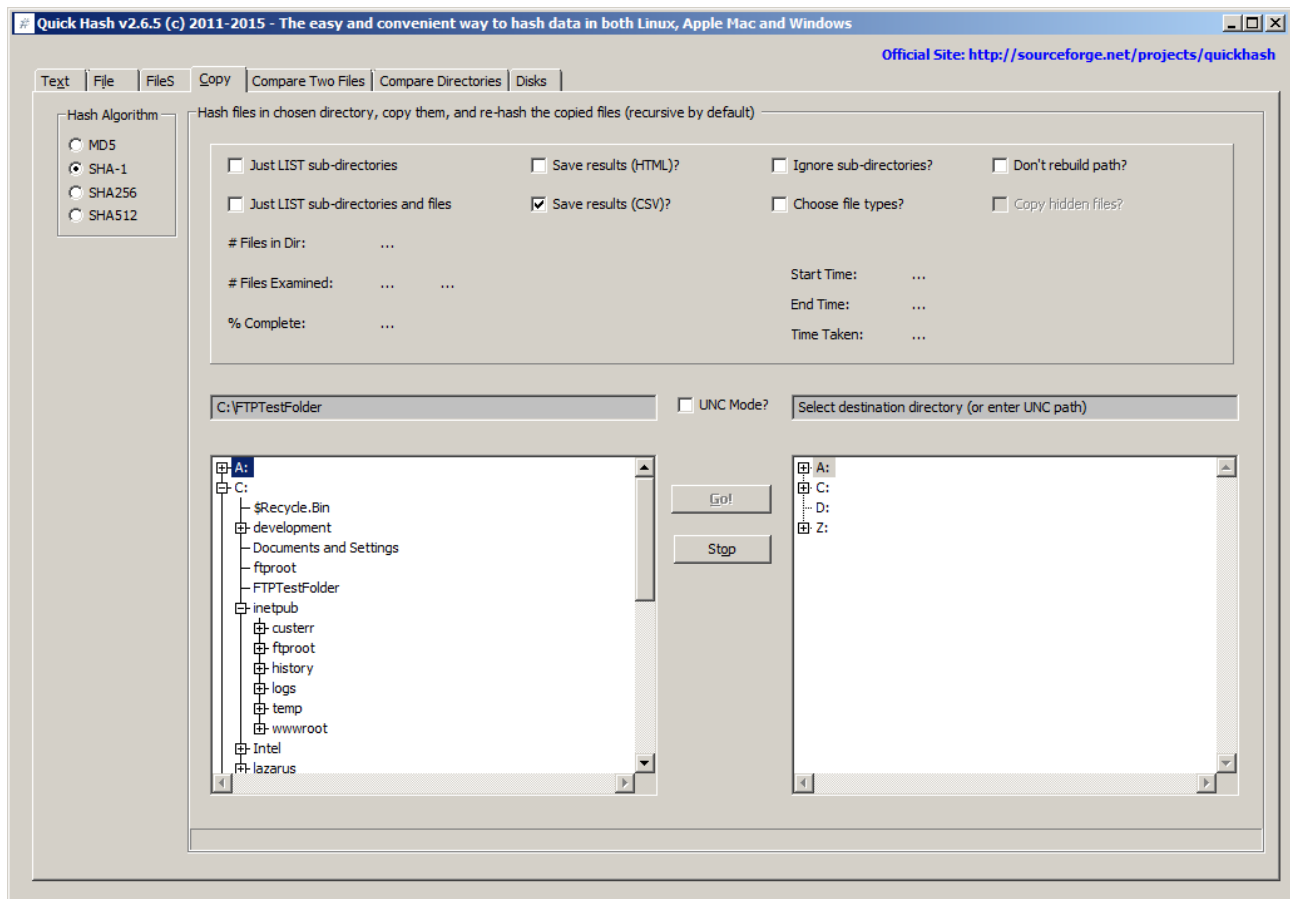 Quick Hash v2.6.5 (c) 2011-2015 - The easy and convenient way to hash data in both Linux, Apple Mac and Windows
Official Site: http://sourceforge.net/projects/quickhash
Text File FileS Copy Compare Two Files Compare Directories Disks
Hash Algorithm
MD5
SHA-1
SHA256
SHA512
Hash files in chosen directory, copy them, and re-hash the copied files (recursive by default)
Just LIST sub-directories Save results (HTML)? Ignore sub-directories? Don't rebuild path?
Just LIST sub-directories and files Save results (CSV)? Choose file types? Copy hidden files?
# Files in Dir: ...
# Files Examined: ... ...
% Complete: ...
Start Time: ...
End Time: ...
Time Taken: ...
C:\FTPTestFolder UNC Mode? Select destination directory (or enter UNC path)
A:
C:
$Recycle.Bin
development
Documents and Settings
ftproot
FTPTestFolder
inetpub
custerr
ftproot
history
logs
temp
wwwroot
Intel
lazarus
Go!
Stop
A:
C:
D:
Z: